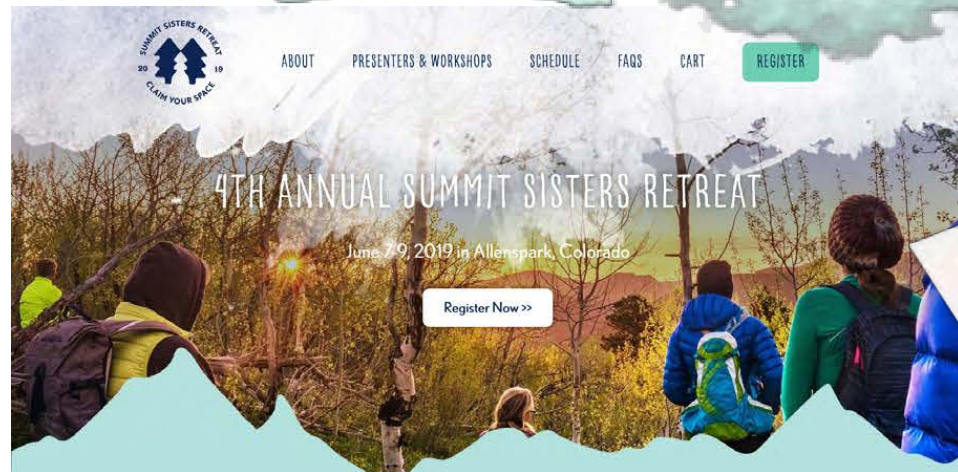 SUMMIT SISTERS RETREAT
20 19
CLAIM YOUR SPACE
ABOUT PRESENTERS & WORKSHOPS SCHEDULE FAQS CART REGISTER
4TH ANNUAL SUMMIT SISTERS RETREAT
June 7-9, 2019 in Allenspark, Colorado
Register Now >>